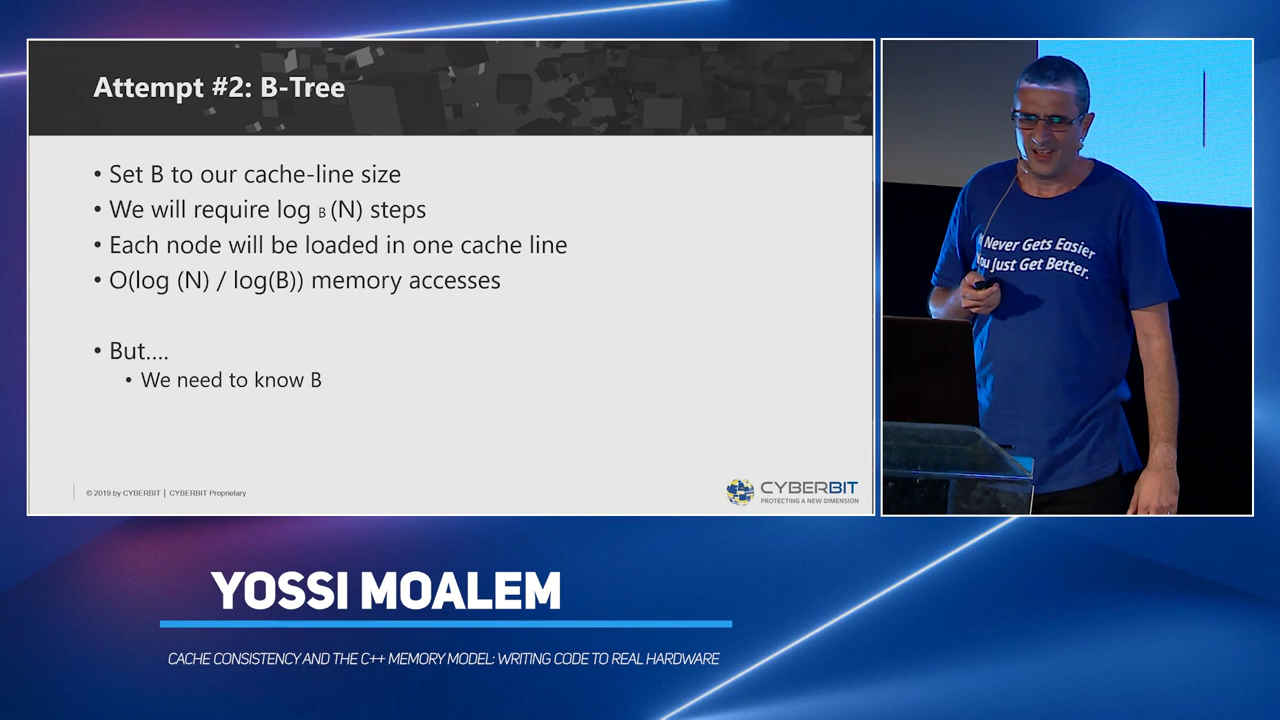 Attempt #2: B-Tree
• Set B to our cache-line size
• We will require log B (N) steps
• Each node will be loaded in one cache line
• O(log (N) / log(B)) memory accesses
• But....
• We need to know B
© 2019 by CYBERBIT | CYBERBIT Proprietary
CYBERBIT
PROTECTING A NEW DIMENSION
Never Gets Easier
You Just Get Better.
YOSSI MOALEM
CACHE CONSISTENCY AND THE C++ MEMORY MODEL: WRITING CODE TO REAL HARDWARE